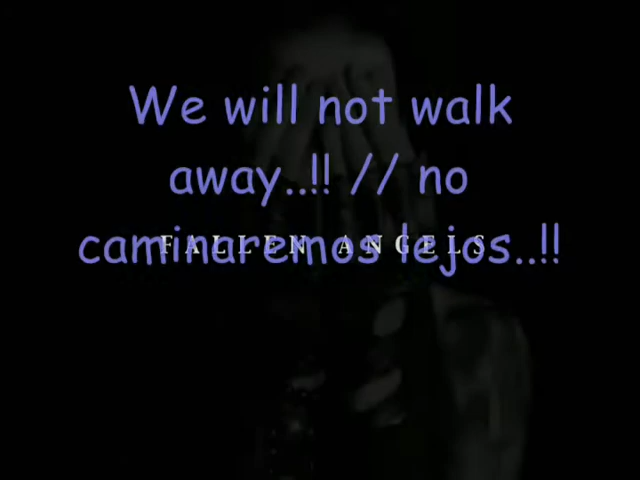 We will not walk
away..!! // no
caminaremos lejos..!!
FALLEN ANGELS